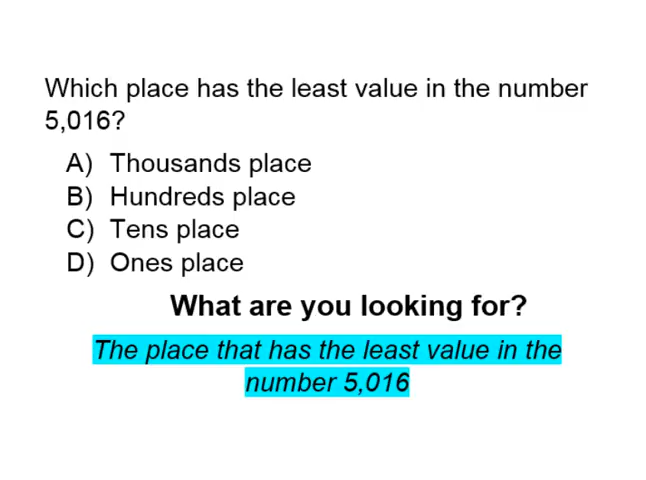 Which place has the least value in the number
5,016?
A) Thousands place
B) Hundreds place
C) Tens place
D) Ones place
What are you looking for?
The place that has the least value in the
number 5,016